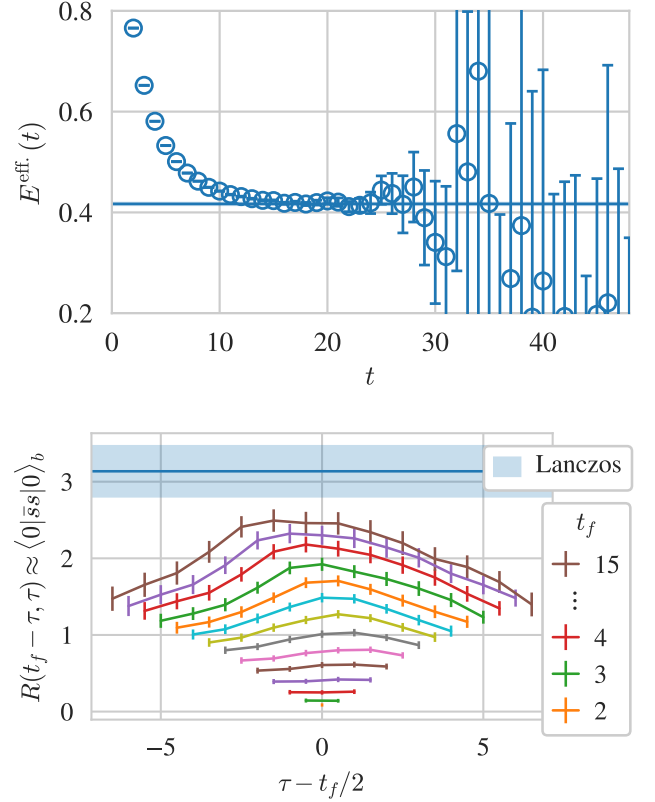 0.8
0.6
0.4
0.2
E^eff.(t)
0 10 20 30 40
t
3
2
1
0
R(t_f − τ, τ) ≈ ⟨0|s̄s|0⟩_b
Lanczos
t_f
15
⋮
4
3
2
−5 0 5
τ − t_f/2